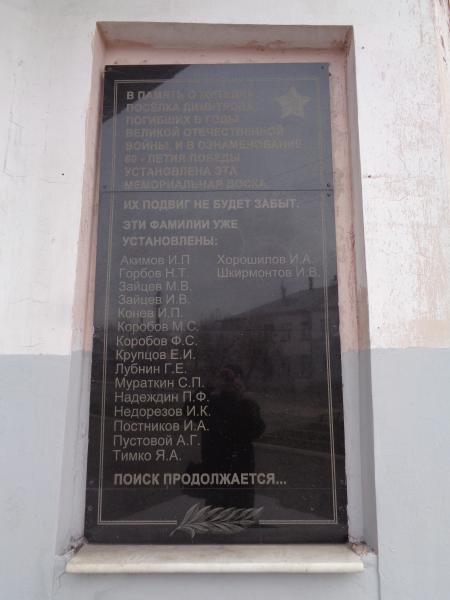 В ПАМЯТЬ О ЖИТЕЛЯХ
ПОСЁЛКА ДИМИТРОВА,
ПОГИБШИХ В ГОДЫ
ВЕЛИКОЙ ОТЕЧЕСТВЕННОЙ
ВОЙНЫ, И В ОЗНАМЕНОВАНИЕ
60 - ЛЕТИЯ ПОБЕДЫ
УСТАНОВЛЕНА ЭТА
МЕМОРИАЛЬНАЯ ДОСКА.
ИХ ПОДВИГ НЕ БУДЕТ ЗАБЫТ.
ЭТИ ФАМИЛИИ УЖЕ
УСТАНОВЛЕНЫ:
Акимов И.П
Горбов Н.Т.
Зайцев М.В.
Зайцев И.В.
Конев И.П.
Коробов М.С.
Коробов Ф.С.
Крупцов Е.И.
Лубнин Г.Е.
Мураткин С.П.
Надеждин П.Ф.
Недорезов И.К.
Постников И.А.
Пустовой А.Г.
Тимко Я.А.
Хорошилов И.А.
Шкирмонтов И.В.
ПОИСК ПРОДОЛЖАЕТСЯ...